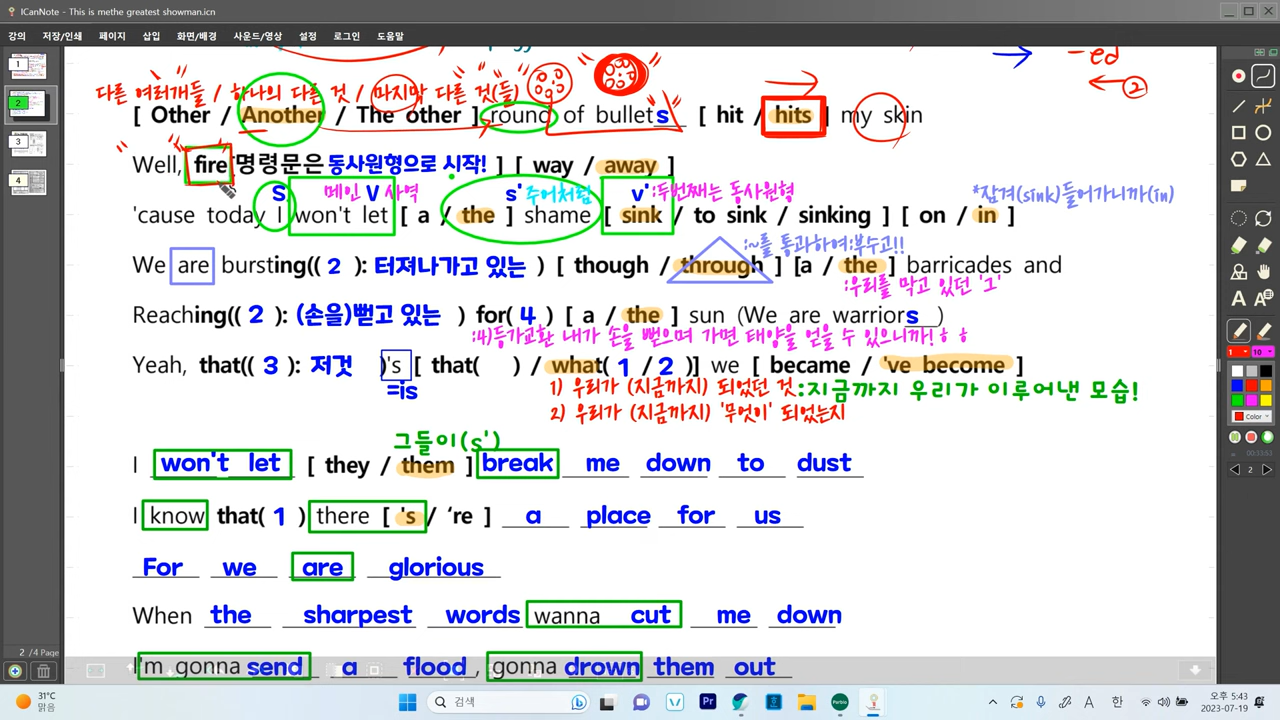 ICanNote - This is methe greatest showman.icn
강의 저장/인쇄 페이지 삽입 화면/배경 사운드/영상 설정 로그인 도움말
-ed
②
다른 여러개들 / 하나의 다른 것 / 마지막 다른 것(들)
[ Other / Another / The other ] round of bullets [ hit / hits ] my skin
Well, fire 명령문은 동사원형으로 시작! ] [ way / away ]
S 메인 V 사역 s' 주어처럼 v' :두번째는 동사원형 *잠겨(sink)들어가니까(in)
'cause today I won't let [ a / the ] shame [ sink / to sink / sinking ] [ on / in ]
:~를 통과하여:부수고!!
We are bursting(( 2 ): 터져나가고 있는 ) [ though / through ] [a / the ] barricades and
:우리를 막고 있던 '그'
Reaching(( 2 ): (손을)뻗고 있는 ) for( 4 ) [ a / the ] sun (We are warriors )
:4)등가교환 내가 손을 뻗으며 가면 태양을 얻을 수 있으니까!ㅎㅎ
Yeah, that(( 3 ): 저것 )'s [ that( ) / what( 1 / 2 )] we [ became / 've become ]
=is 1) 우리가 (지금까지) 되었던 것:지금까지 우리가 이루어낸 모습!
2) 우리가 (지금까지) '무엇이' 되었는지
그들이(s')
I won't let [ they / them ] break me down to dust
I know that( 1 ) there [ 's / 're ] a place for us
For we are glorious
When the sharpest words wanna cut me down
I'm gonna send a flood , gonna drown them out
1
2
3
4
1 10
Color
00:33:53
2
2 /4 Page
31°C
맑음
검색
한
오후 5:43
2023-07-19